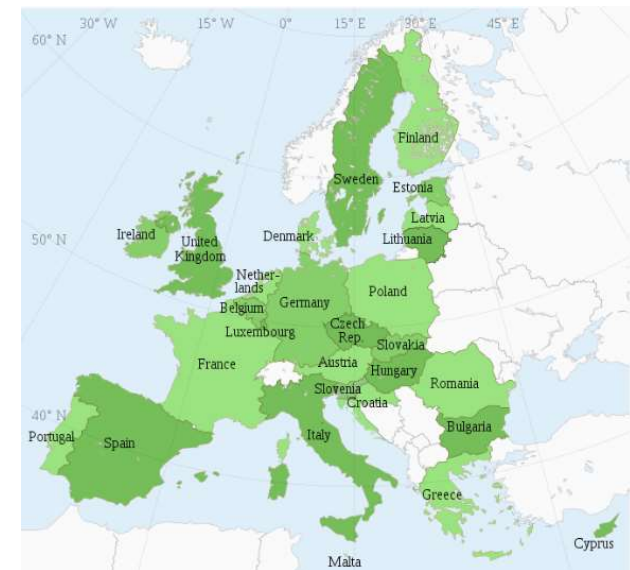 30° W
15° W
0°
15° E
30° E
45° E
60° N
Finland
Sweden
Estonia
Latvia
Lithuania
Denmark
Ireland
United
Kingdom
50° N
Nether-
lands
Belgium
Germany
Poland
Luxembourg
Czech
Rep.
Slovakia
France
Austria
Hungary
Slovenia
Romania
Croatia
40° N
Portugal
Spain
Italy
Bulgaria
Greece
Cyprus
Malta